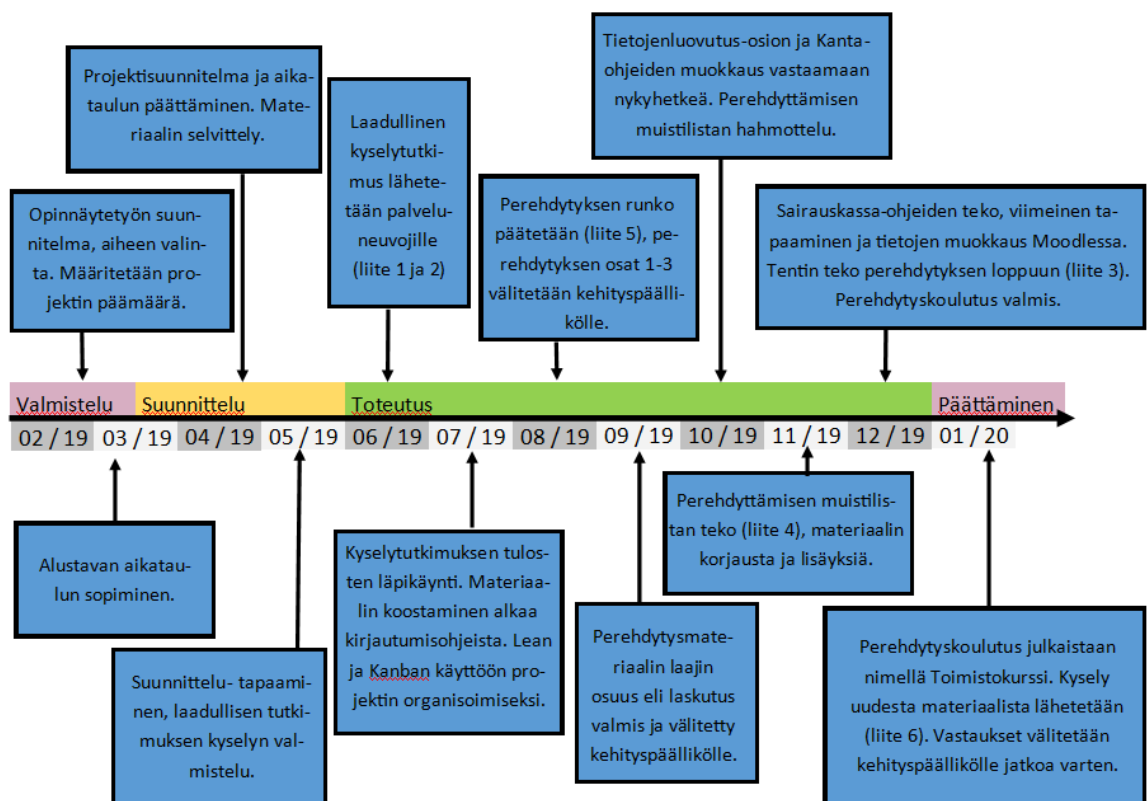 Projektisuunnitelma ja aika-
taulun päättäminen. Mate-
riaalin selvittely.
Tietojenluovutus-osion ja Kanta-
ohjeiden muokkaus vastaamaan
nykyhetkeä. Perehdyttämisen
muistilistan hahmottelu.
Laadullinen
kyselytutki-
mus lähete-
tään palvelu-
neuvojille
(liite 1 ja 2)
Opinnäytetyön suun-
nitelma, aiheen valin-
ta. Määritetään pro-
jektin päämäärä.
Perehdytyksen runko
päätetään (liite 5), pe-
rehdytyksen osat 1-3
välitetään kehityspäälli-
kölle.
Sairauskassa-ohjeiden teko, viimeinen ta-
paaminen ja tietojen muokkaus Moodlessa.
Tentin teko perehdytyksen loppuun (liite 3).
Perehdytyskoulutus valmis.
Valmistelu Suunnittelu Toteutus Päättäminen
02 / 19 03 / 19 04 / 19 05 / 19 06 / 19 07 / 19 08 / 19 09 / 19 10 / 19 11 / 19 12 / 19 01 / 20
Alustavan aikatau-
lun sopiminen.
Suunnittelu- tapaami-
nen, laadullisen tutki-
muksen kyselyn val-
mistelu.
Kyselytutkimuksen tulos-
ten läpikäynti. Materiaa-
lin koostaminen alkaa
kirjautumisohjeista. Lean
ja Kanban käyttöön pro-
jektin organisoimiseksi.
Perehdytysmate-
riaalin laajin
osuus eli laskutus
valmis ja välitetty
kehityspäällikölle.
Perehdyttämisen muistilis-
tan teko (liite 4), materiaalin
korjausta ja lisäyksiä.
Perehdytyskoulutus julkaistaan
nimellä Toimistokurssi. Kysely
uudesta materiaalista lähetetään
(liite 6). Vastaukset välitetään
kehityspäällikölle jatkoa varten.